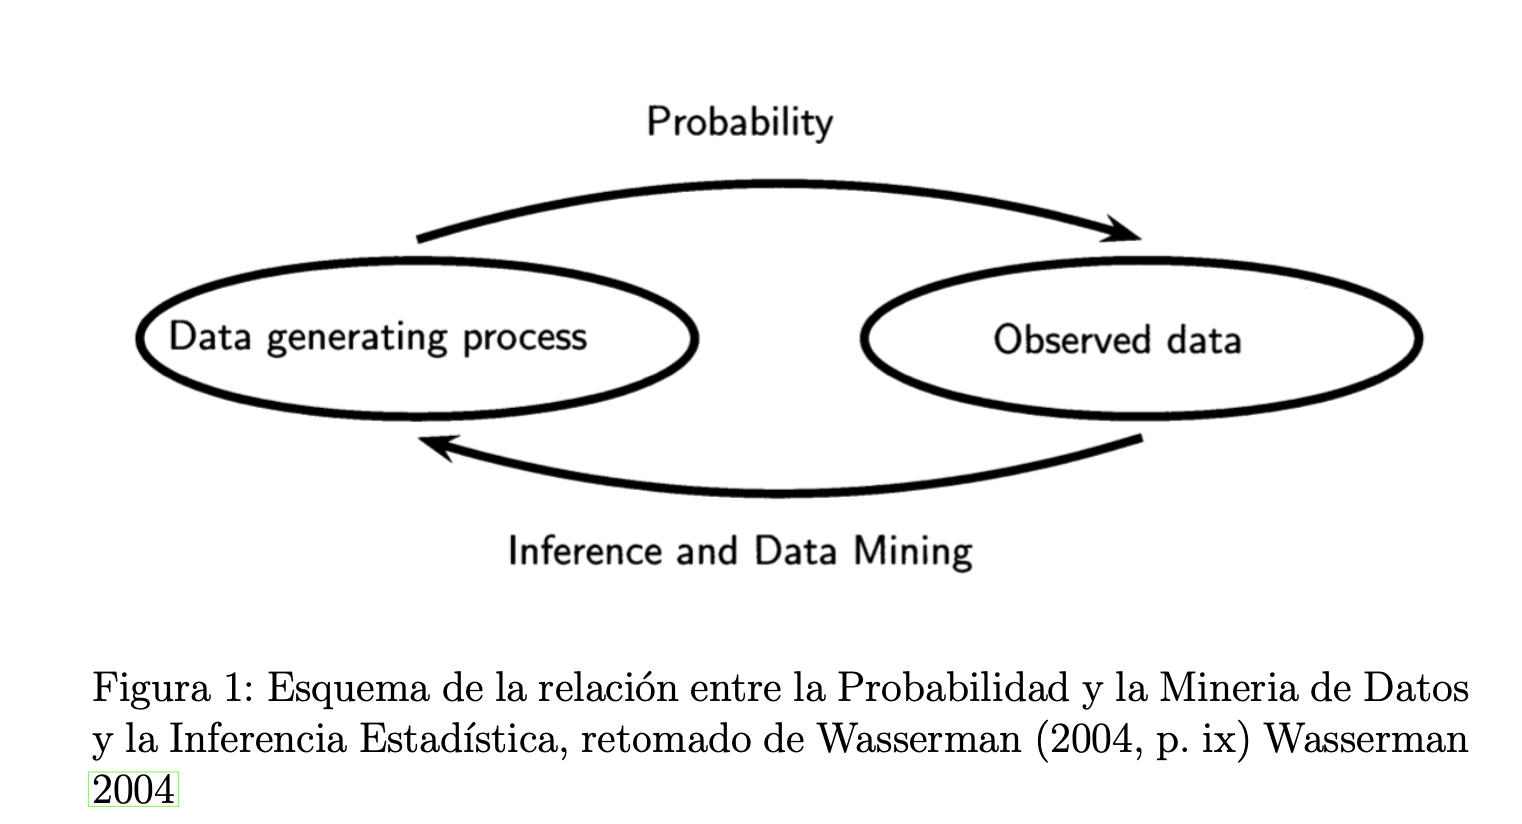 Probability
Data generating process
Observed data
Inference and Data Mining
Figura 1: Esquema de la relación entre la Probabilidad y la Mineria de Datos
y la Inferencia Estadística, retomado de Wasserman (2004, p. ix) Wasserman
2004